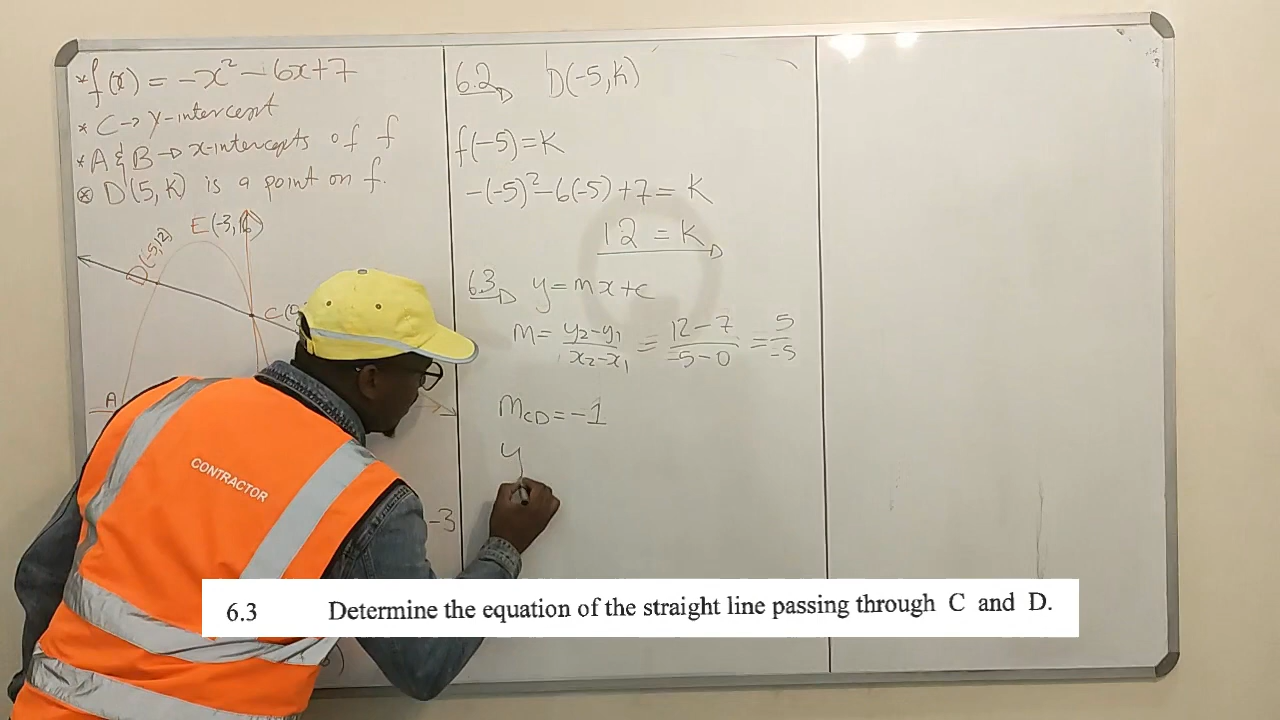 * f(x) = -x² - 6x+7
* C → y-intercept
* A & B → x-intercepts of f
⊛ D(5, K) is a point on f.
E(-3, 16)
D(-5,12)
C(0
A
-3
6.2 D(-5, K)
f(-5) = K
-(-5)² - 6(-5) + 7 = K
12 = K
6.3 y = mx + c
M = y₂-y₁/x₂-x₁ = 12-7/-5-0 = 5/-5
M_CD = -1
y
CONTRACTOR
6.3 Determine the equation of the straight line passing through C and D.